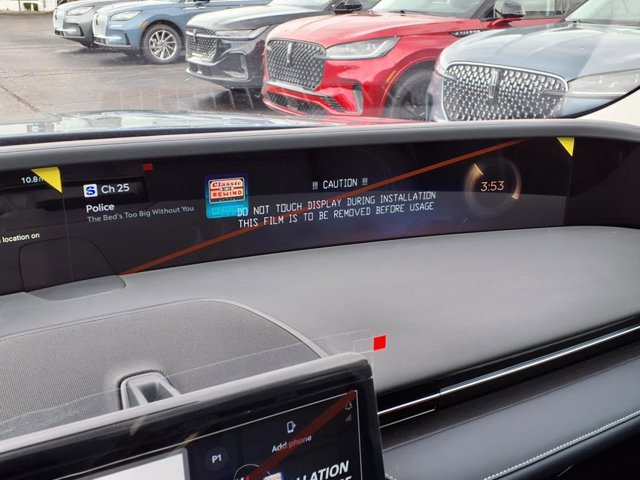 10.8
Ch 25
Police
The Bed's Too Big Without You
Classic
REWIND
!!! CAUTION !!!
DO NOT TOUCH DISPLAY DURING INSTALLATION
THIS FILM IS TO BE REMOVED BEFORE USAGE
3:53
location on
P1
Add phone